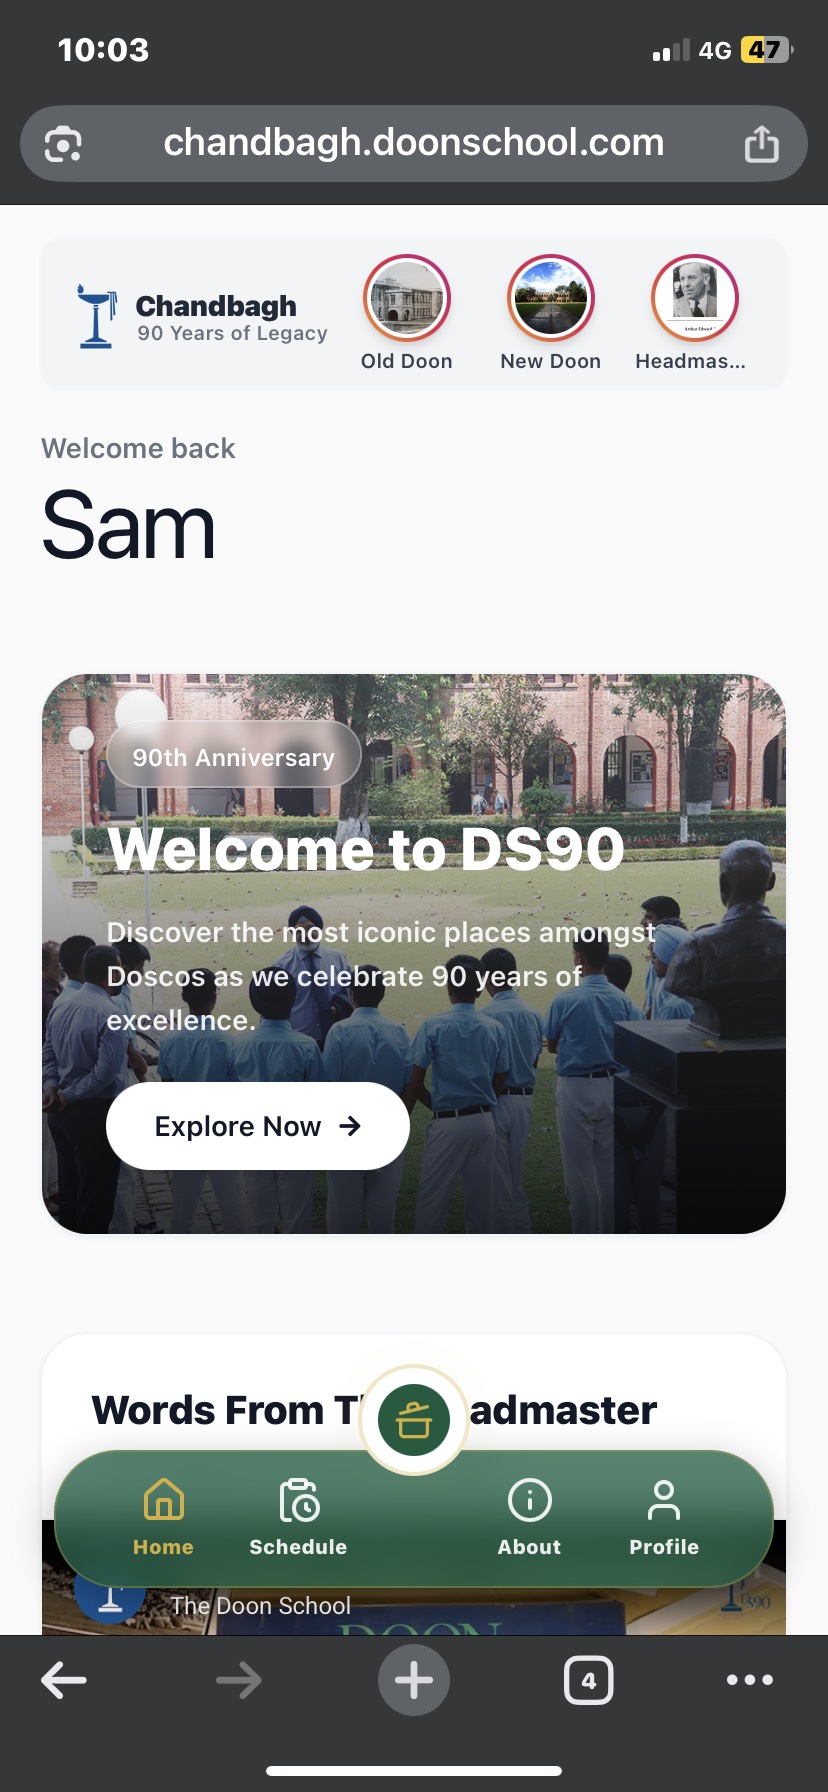 10:03
4G 47
chandbagh.doonschool.com
Chandbagh
90 Years of Legacy
Old Doon
New Doon
Headmas...
Welcome back
Sam
90th Anniversary
Welcome to DS90
Discover the most iconic places amongst
Doscos as we celebrate 90 years of
excellence.
Explore Now
Words From T admaster
Home
Schedule
About
Profile
The Doon School
DOON
4